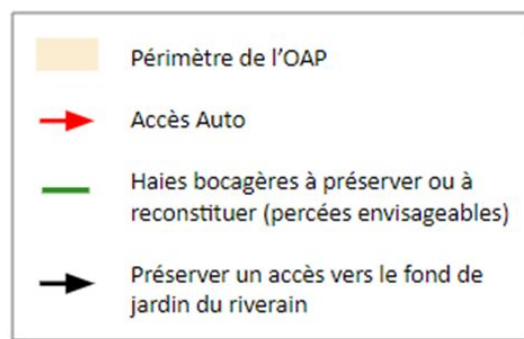 Périmètre de l'OAP
Accès Auto
Haies bocagères à préserver ou à
reconstituer (percées envisageables)
Préserver un accès vers le fond de
jardin du riverain